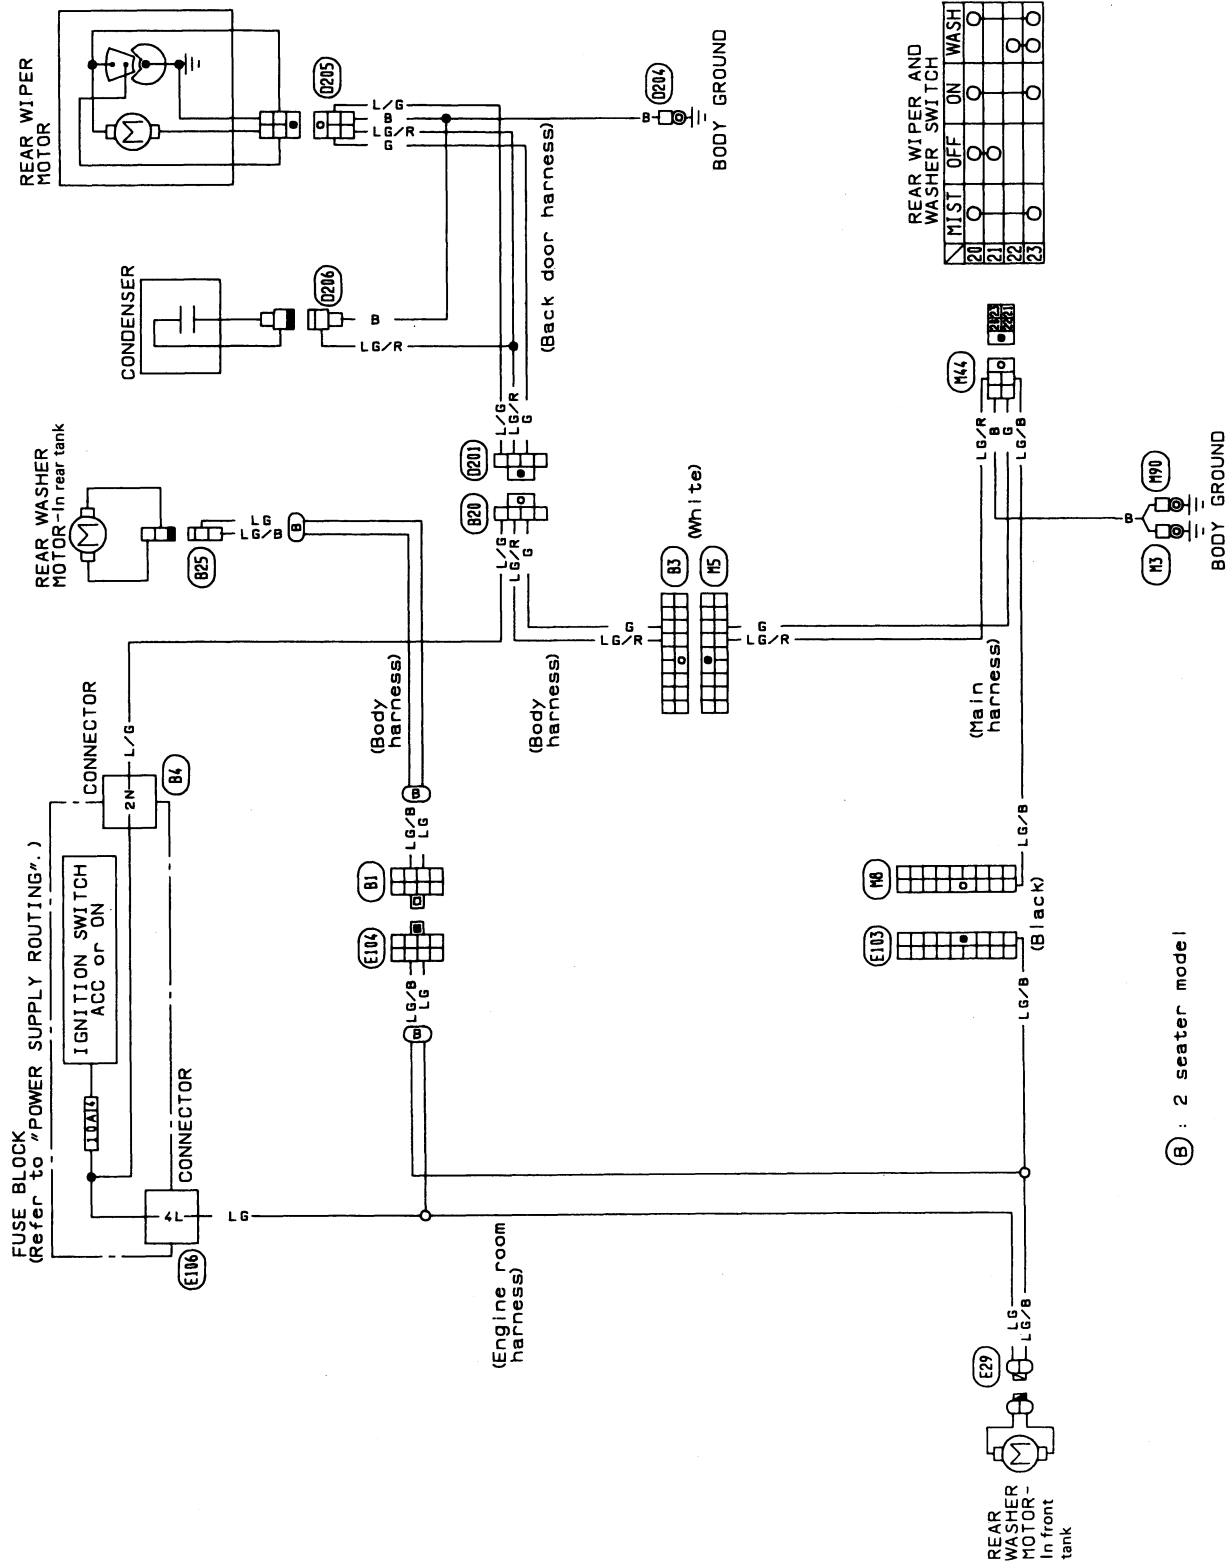 FUSE BLOCK
(Refer to "POWER SUPPLY ROUTING".)
IGNITION SWITCH
ACC or ON
10A
14
CONNECTOR
4L
E106
LG
CONNECTOR
2N
B4
L/G
REAR WASHER
MOTOR-In rear tank
M
B25
LG
LG/B
B
CONDENSER
D206
B
LG/R
REAR WIPER
MOTOR
M
D205
L/G
B
LG/R
G
B
D204
BODY GROUND
(Back door harness)
L/G
LG/R
G
D201
B20
L/G
LG/R
G
(Body
harness)
B
LG/B
LG
B1
E104
LG/B
LG
B
(Body
harness)
G
LG/R
B3
M5
(White)
G
LG/R
(Engine room
harness)
REAR WIPER AND
WASHER SWITCH
MIST OFF ON WASH
20
21
22
23
M44
LG/R
B
G
LG/B
B
M90
M3
BODY GROUND
(Main
harness)
LG/B
M8
E103
(Black)
LG/B
LG
LG/B
E29
M
REAR
WASHER
MOTOR-
In front
tank
B : 2 seater model